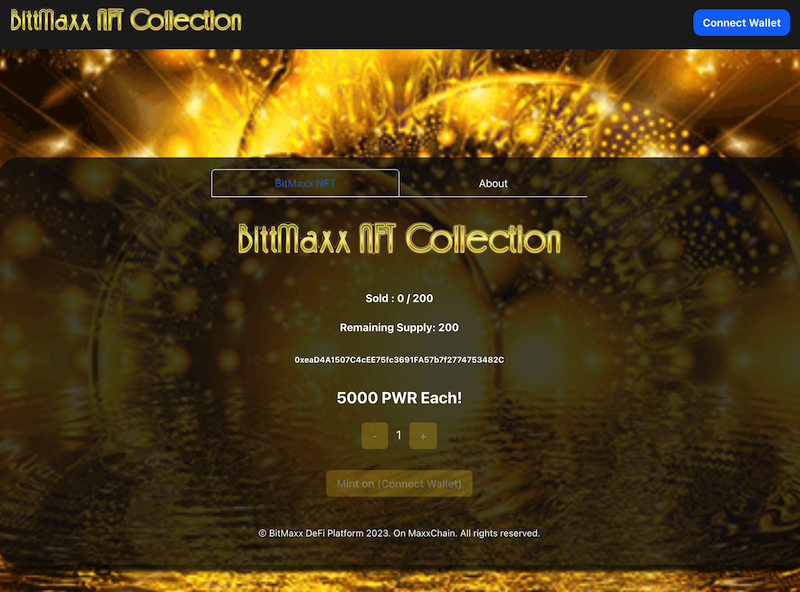 BittMaxx NFT Collection
Connect Wallet
BitMaxx NFT
About
BittMaxx NFT Collection
Sold : 0 / 200
Remaining Supply: 200
0xeaD4A1507C4cEE75fc3691FA57b7f2774753482C
5000 PWR Each!
- 1 +
Mint on (Connect Wallet)
© BitMaxx DeFi Platform 2023. On MaxxChain. All rights reserved.